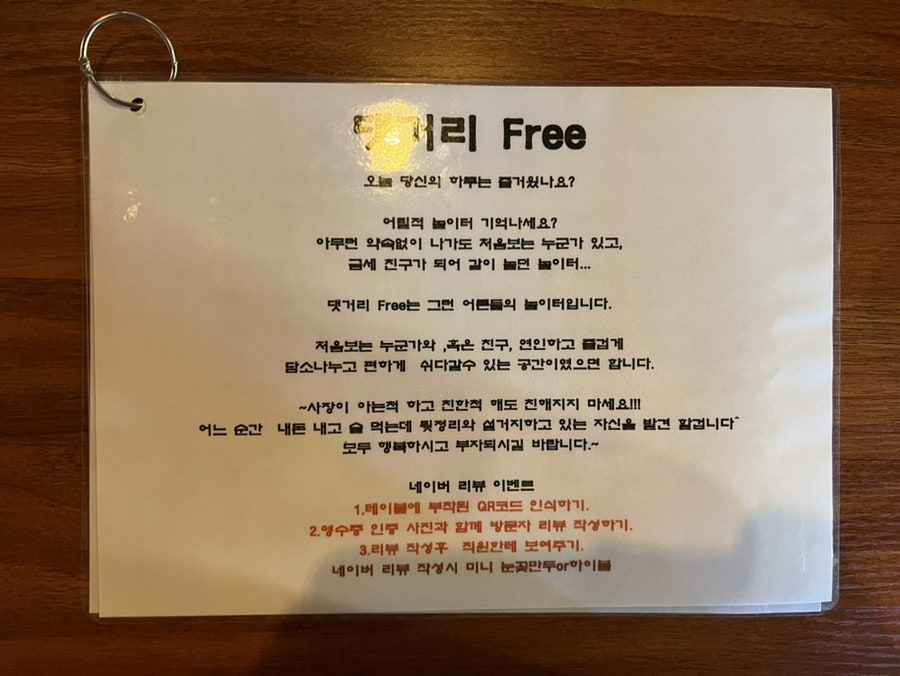 댓거리 Free
오늘 당신의 하루는 즐거웠나요?
어릴적 놀이터 기억나세요?
아무런 약속없이 나가도 처음보는 누군가 있고,
금세 친구가 되어 같이 놀던 놀이터...
댓거리 Free는 그런 어른들의 놀이터입니다.
처음보는 누군가와 ,혹은 친구, 연인하고 즐겁게
담소나누고 편하게 쉬다갈수 있는 공간이였으면 합니다.
~사장이 아는척 하고 친한척 해도 친해지지 마세요!!!
어느 순간 내돈 내고 술 먹는데 뒷정리와 설거지하고 있는 자신을 발견 할겁니다^
모두 행복하시고 부자되시길 바랍니다.~
네이버 리뷰 이벤트
1.테이블에 부착된 QR코드 인식하기.
2.영수증 인증 사진과 함께 방문자 리뷰 작성하기.
3.리뷰 작성후 직원한테 보여주기.
네이버 리뷰 작성시 미니 눈꽃만두or하이볼